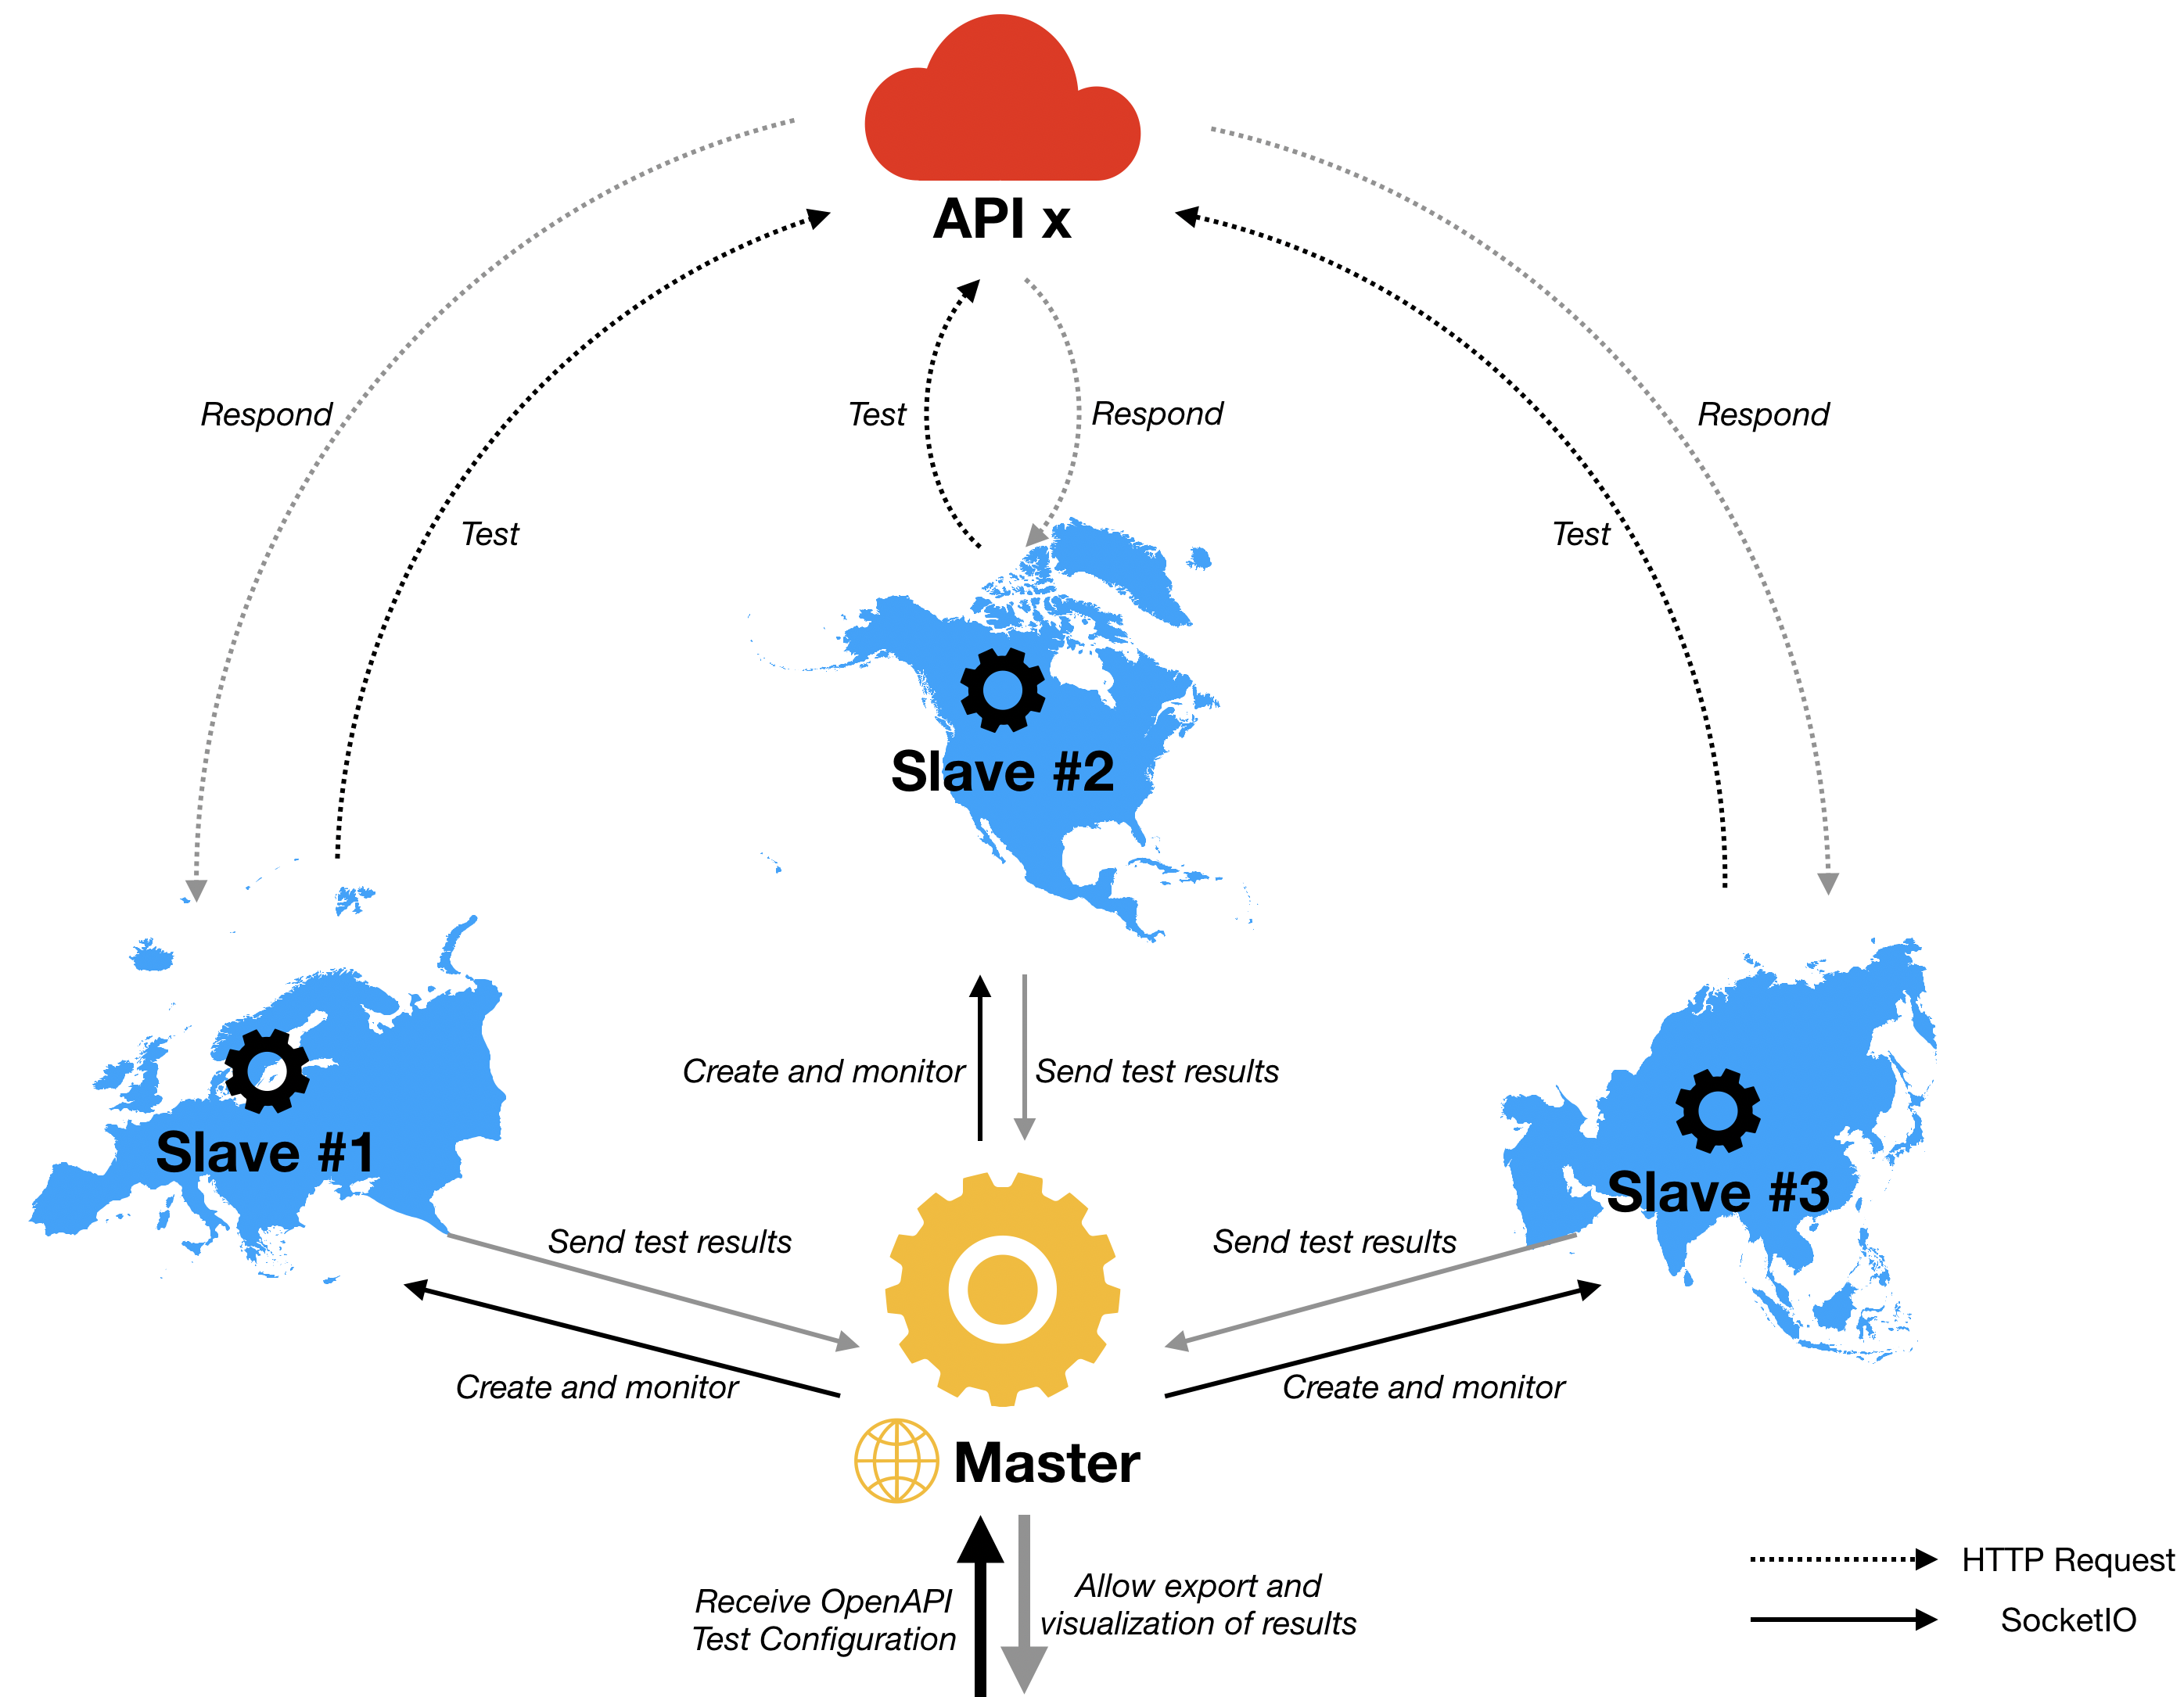 API x
Respond
Test
Respond
Respond
Test
Test
Slave #2
Create and monitor
Send test results
Slave #1
Slave #3
Send test results
Send test results
Create and monitor
Create and monitor
Master
Receive OpenAPI
Test Configuration
Allow export and
visualization of results
HTTP Request
SocketIO